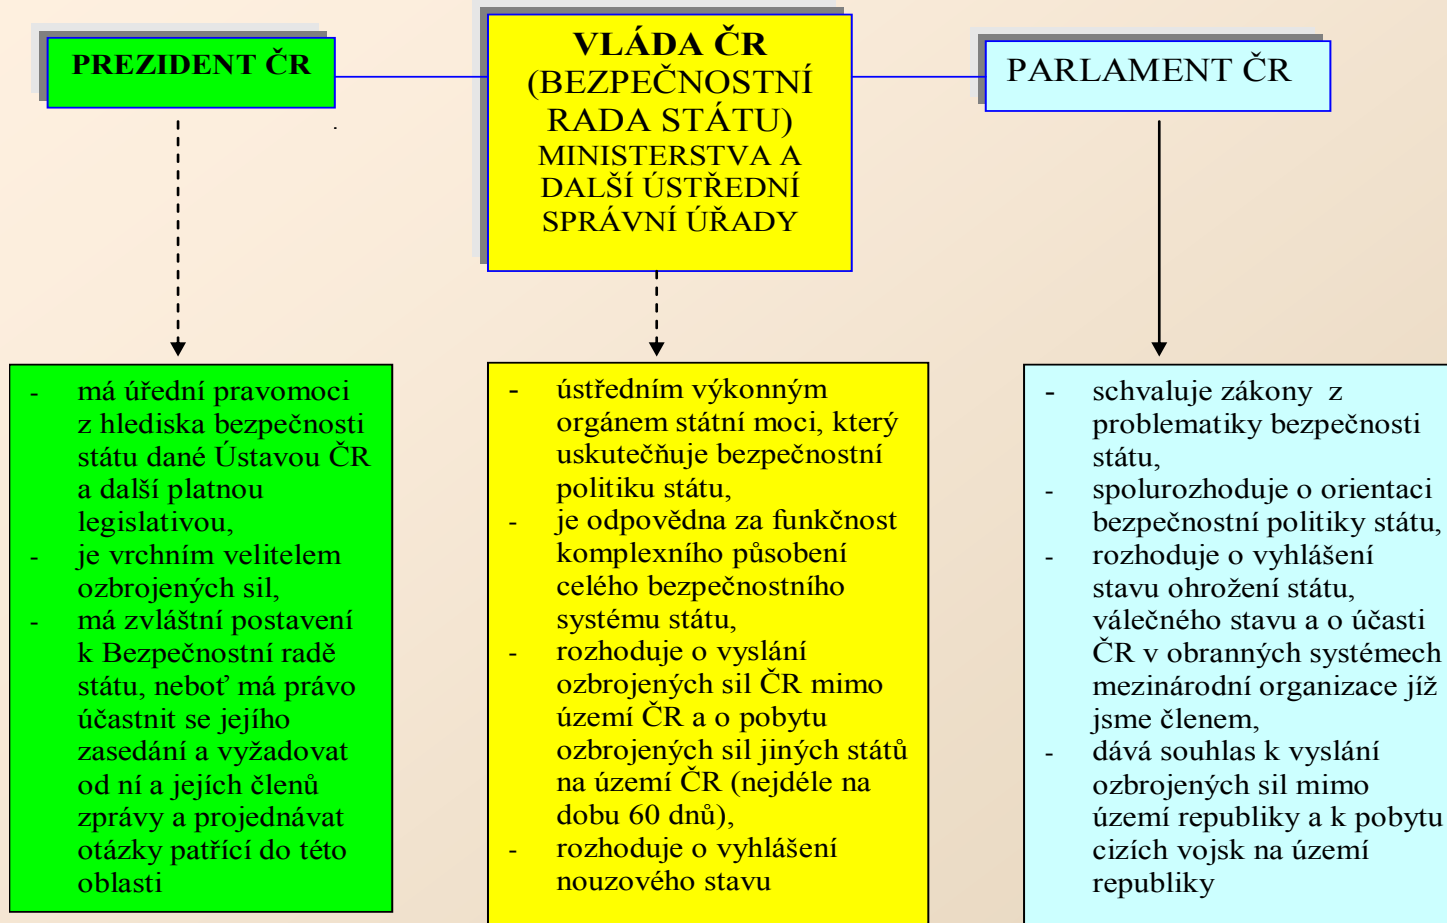 PREZIDENT ČR
VLÁDA ČR
(BEZPEČNOSTNÍ
RADA STÁTU)
MINISTERSTVA A
DALŠÍ ÚSTŘEDNÍ
SPRÁVNÍ ÚŘADY
PARLAMENT ČR
- má úřední pravomoci
z hlediska bezpečnosti
státu dané Ústavou ČR
a další platnou
legislativou,
- je vrchním velitelem
ozbrojených sil,
- má zvláštní postavení
k Bezpečnostní radě
státu, neboť má právo
účastnit se jejího
zasedání a vyžadovat
od ní a jejích členů
zprávy a projednávat
otázky patřící do této
oblasti
- ústředním výkonným
orgánem státní moci, který
uskutečňuje bezpečnostní
politiku státu,
- je odpovědna za funkčnost
komplexního působení
celého bezpečnostního
systému státu,
- rozhoduje o vyslání
ozbrojených sil ČR mimo
území ČR a o pobytu
ozbrojených sil jiných států
na území ČR (nejdéle na
dobu 60 dnů),
- rozhoduje o vyhlášení
nouzového stavu
- schvaluje zákony z
problematiky bezpečnosti
státu,
- spolurozhoduje o orientaci
bezpečnostní politiky státu,
- rozhoduje o vyhlášení
stavu ohrožení státu,
válečného stavu a o účasti
ČR v obranných systémech
mezinárodní organizace jíž
jsme členem,
- dává souhlas k vyslání
ozbrojených sil mimo
území republiky a k pobytu
cizích vojsk na území
republiky